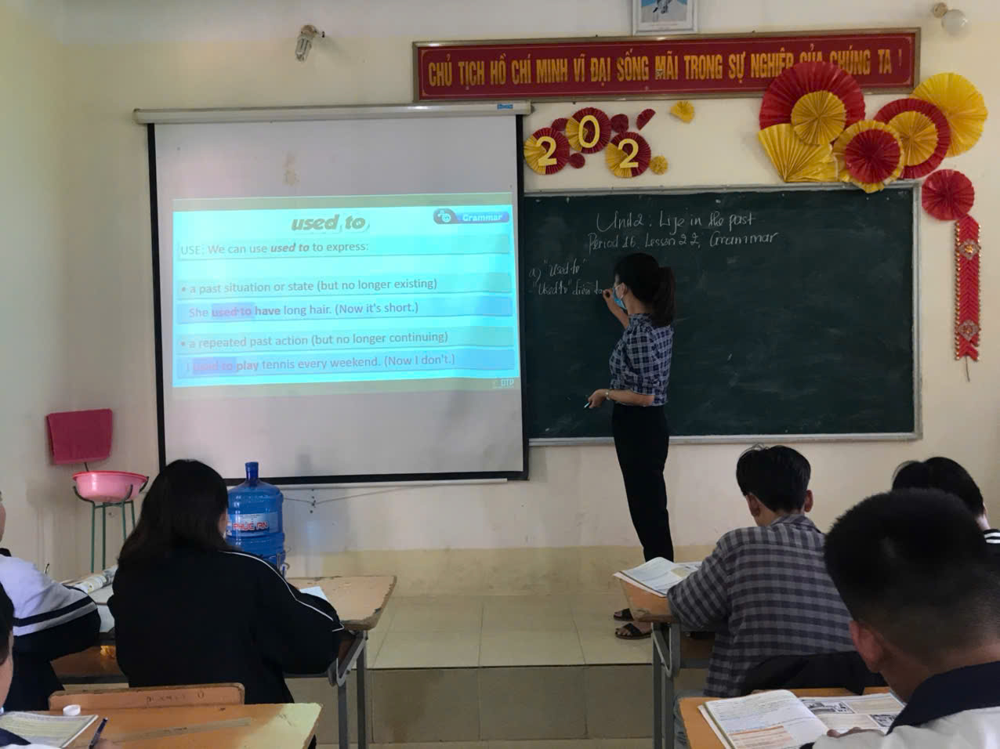 CHỦ TỊCH HỒ CHÍ MINH VĨ ĐẠI SỐNG MÃI TRONG SỰ NGHIỆP CỦA CHÚNG TA !
202
used to
Grammar
USE: We can use used to to express:
• a past situation or state (but no longer existing)
She used to have long hair. (Now it's short.)
• a repeated past action (but no longer continuing)
I used to play tennis every weekend. (Now I don't.)
DTP
Unit 2: Life in the past
Period 16. Lesson 2.2, Grammar
a) "Used to"
- "Used to" diễn
PHÚC AN